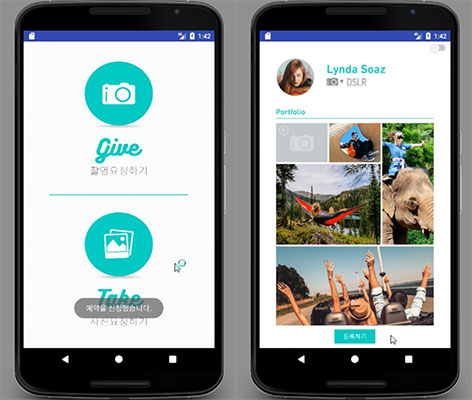 1:42
Give
촬영요청하기
Take
예약을 신청했습니다.
사진요청하기
1:42
Lynda Soaz
DSLR
Portfolio
등록하기